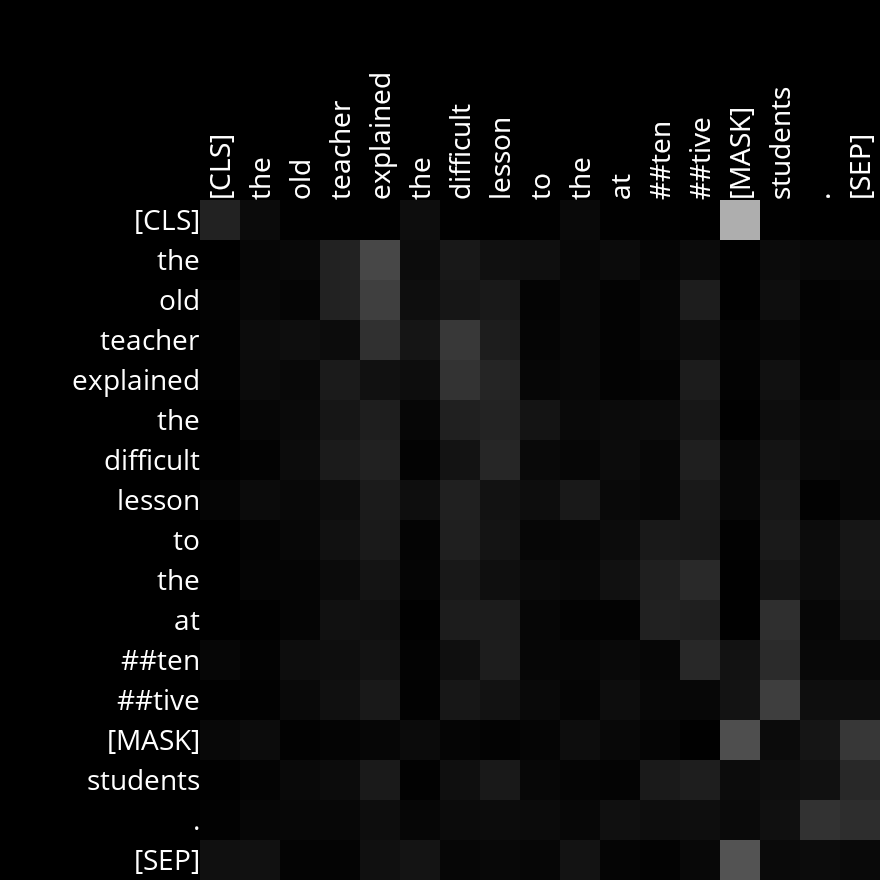 [CLS]
the
old
teacher
explained
the
difficult
lesson
to
the
at
##ten
##tive
[MASK]
students
.
[SEP]
[CLS]
the
old
teacher
explained
the
difficult
lesson
to
the
at
##ten
##tive
[MASK]
students
.
[SEP]